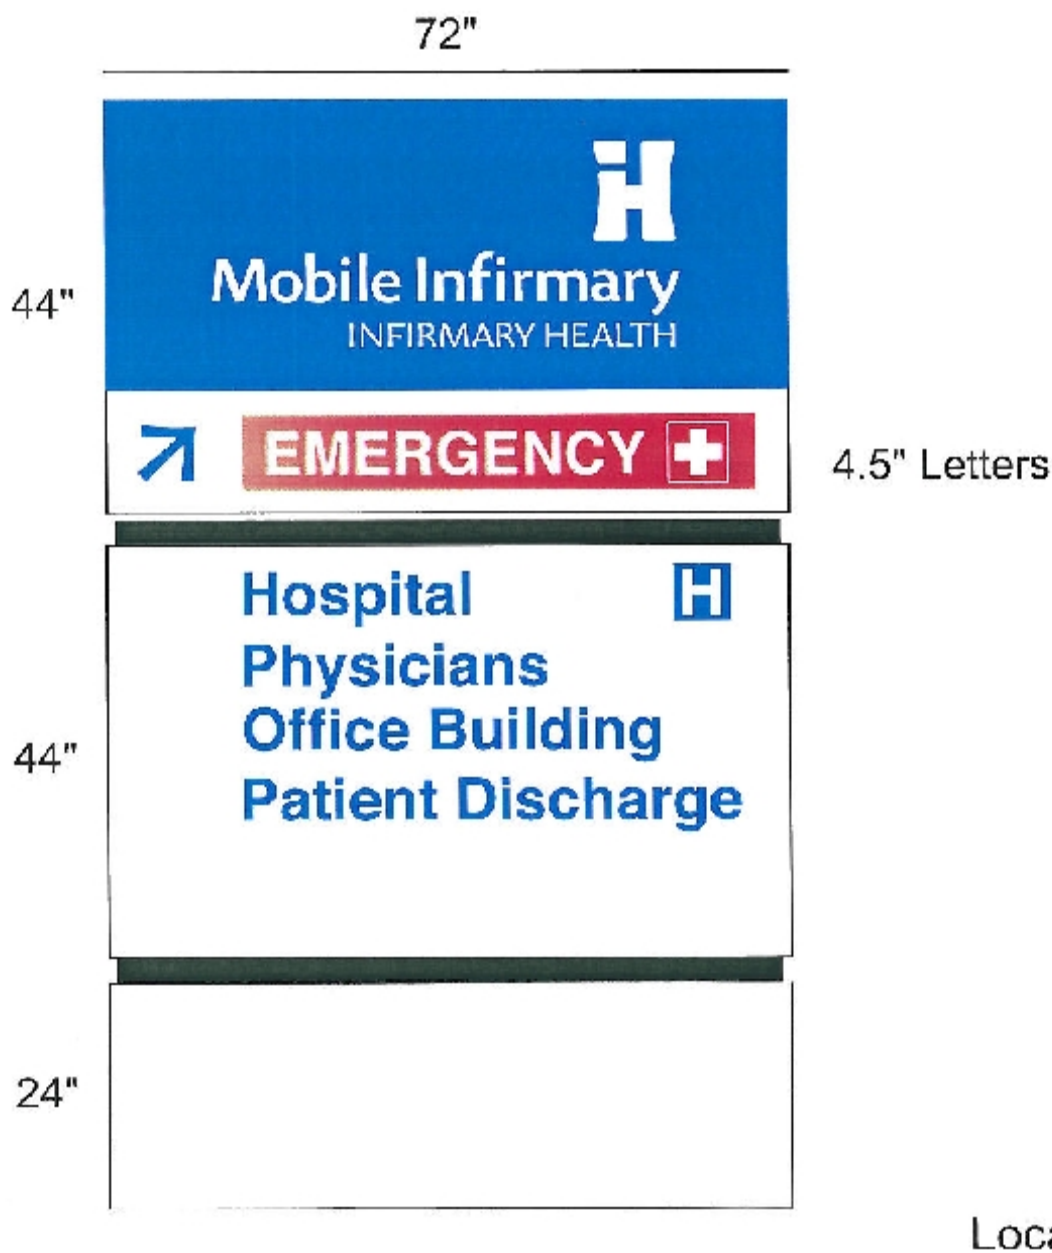 72"
44"
iH
Mobile Infirmary
INFIRMARY HEALTH
EMERGENCY
4.5" Letters
Hospital H
Physicians
Office Building
Patient Discharge
44"
24"